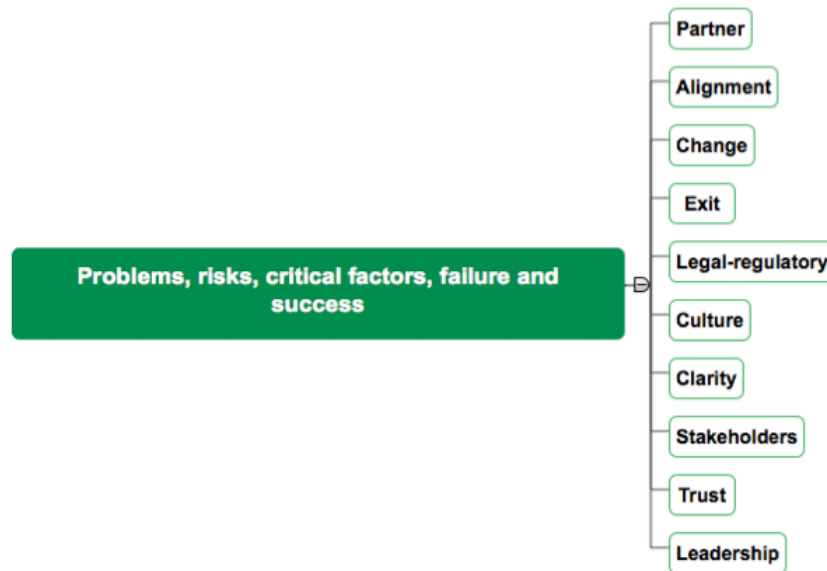 Partner
Alignment
Change
Exit
Legal-regulatory
Problems, risks, critical factors, failure and
success
Culture
Clarity
Stakeholders
Trust
Leadership